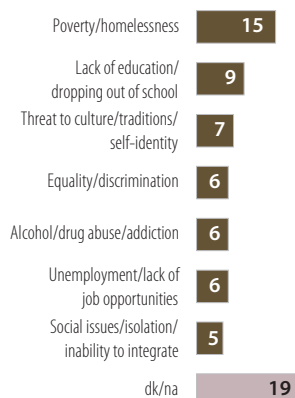 Poverty/homelessness 15
Lack of education/
dropping out of school 9
Threat to culture/traditions/
self-identity 7
Equality/discrimination 6
Alcohol/drug abuse/addiction 6
Unemployment/lack of
job opportunities 6
Social issues/isolation/
inability to integrate 5
dk/na 19